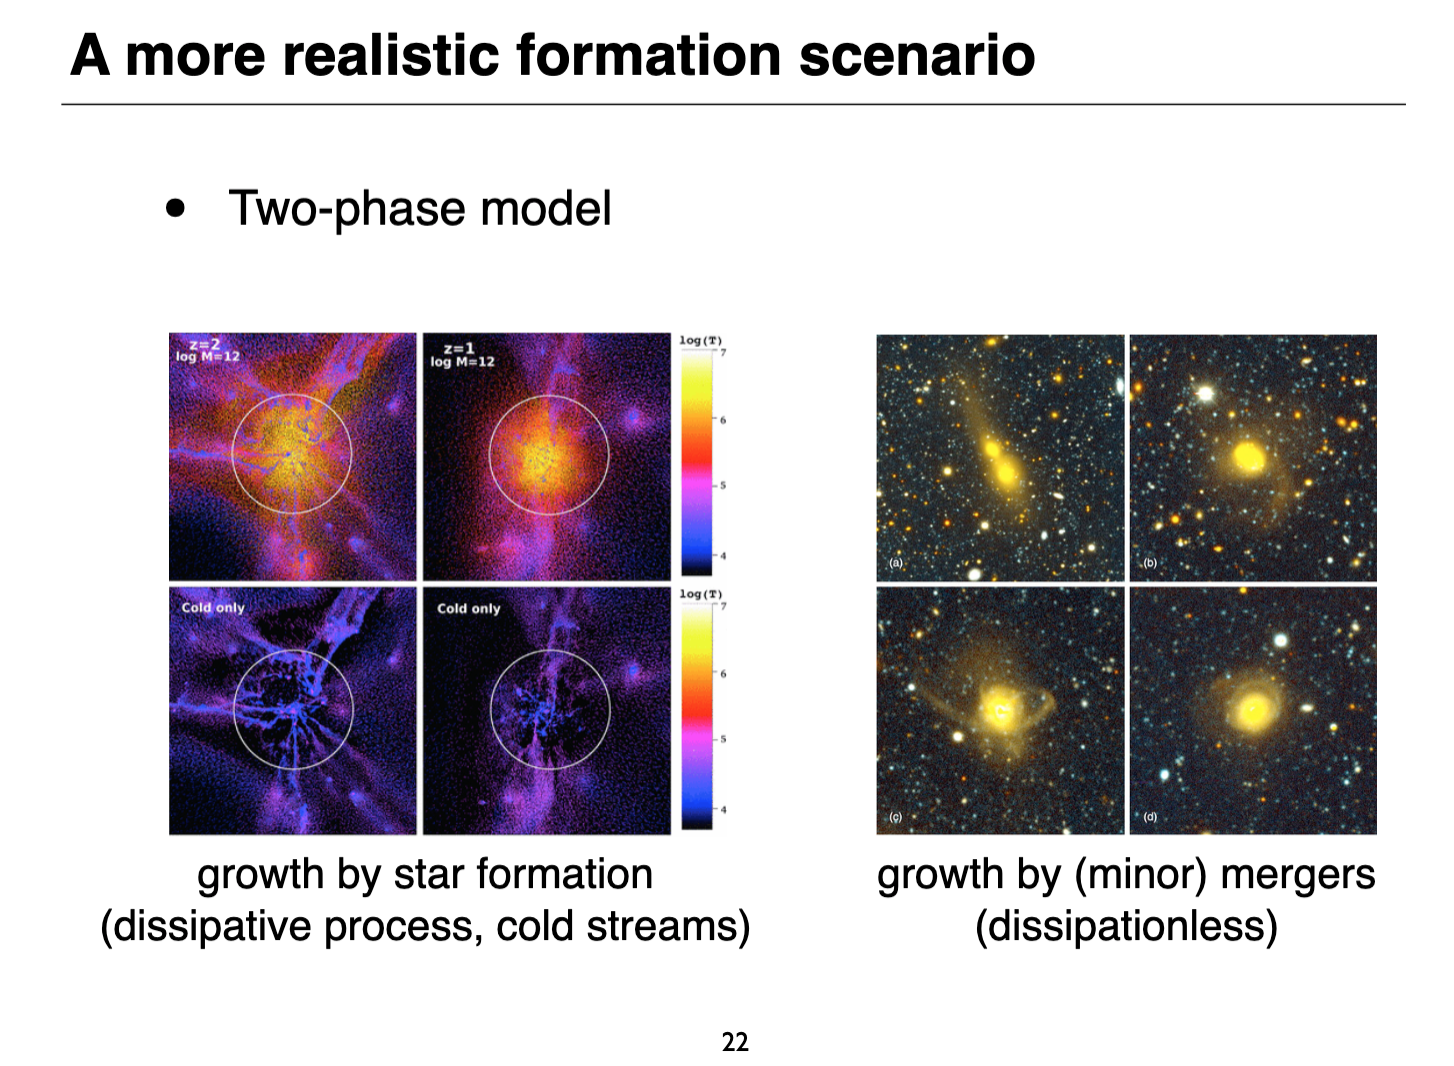 A more realistic formation scenario
• Two-phase model
z=2
log M=12
z=1
log M=12
log(T)
7
6
5
4
Cold only
Cold only
log(T)
7
6
5
4
(a)
(b)
(c)
(d)
growth by star formation
(dissipative process, cold streams)
growth by (minor) mergers
(dissipationless)
22